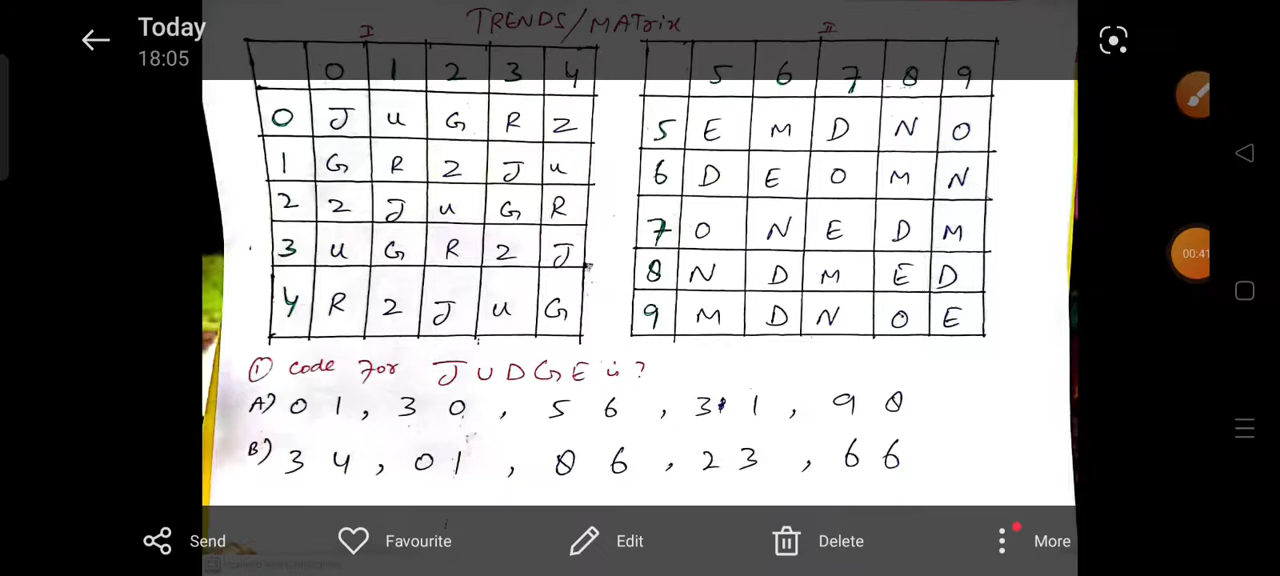 Today
18:05
TRENDS/MATRIX
I
II
0 1 2 3 4
0 J U G R Z
1 G R Z J U
2 Z J U G R
3 U G R Z J
4 R Z J U G
5 6 7 8 9
5 E M D N O
6 D E O M N
7 O N E D M
8 N D M E D
9 M D N O E
① Code for JUDGE is?
A) 01, 30, 56, 31, 98
B) 34, 01, 86, 23, 66
00:41
Send
Favourite
Edit
Delete
More